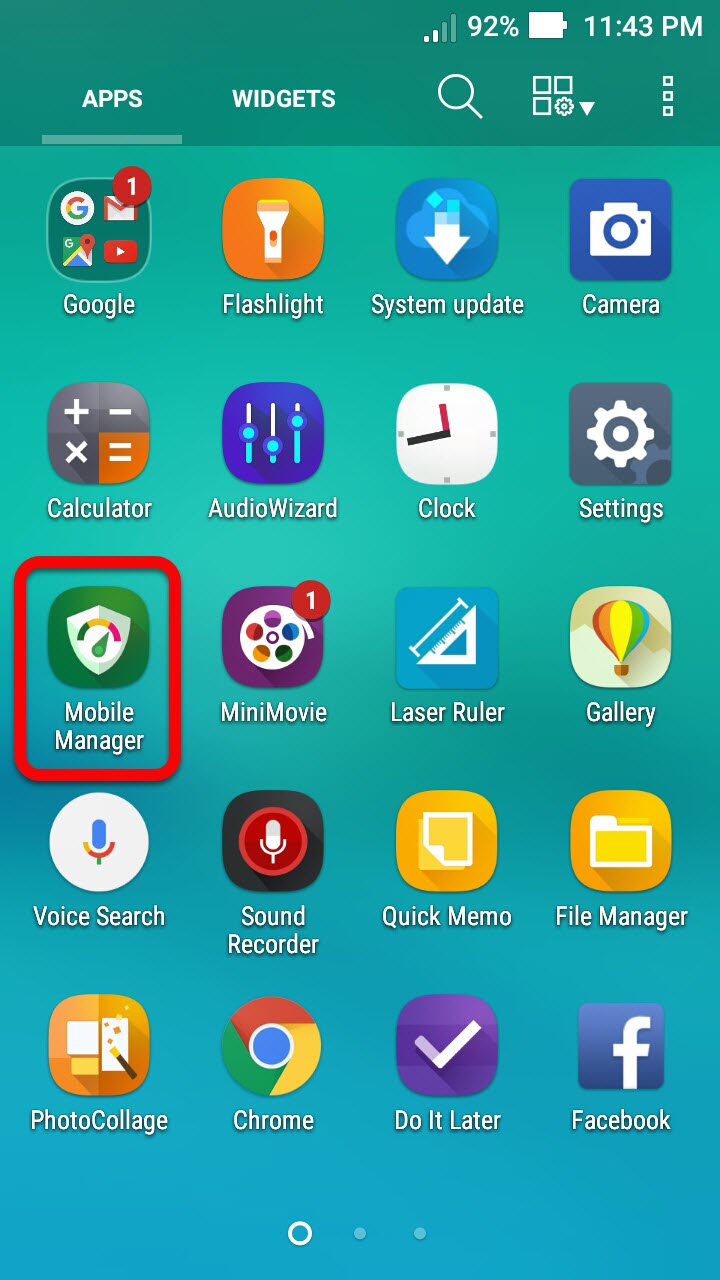 92% 11:43 PM
APPS WIDGETS
1
Google Flashlight System update Camera
Calculator AudioWizard Clock Settings
1
Mobile
Manager
MiniMovie Laser Ruler Gallery
Voice Search
Sound
Recorder
Quick Memo File Manager
PhotoCollage Chrome Do It Later Facebook